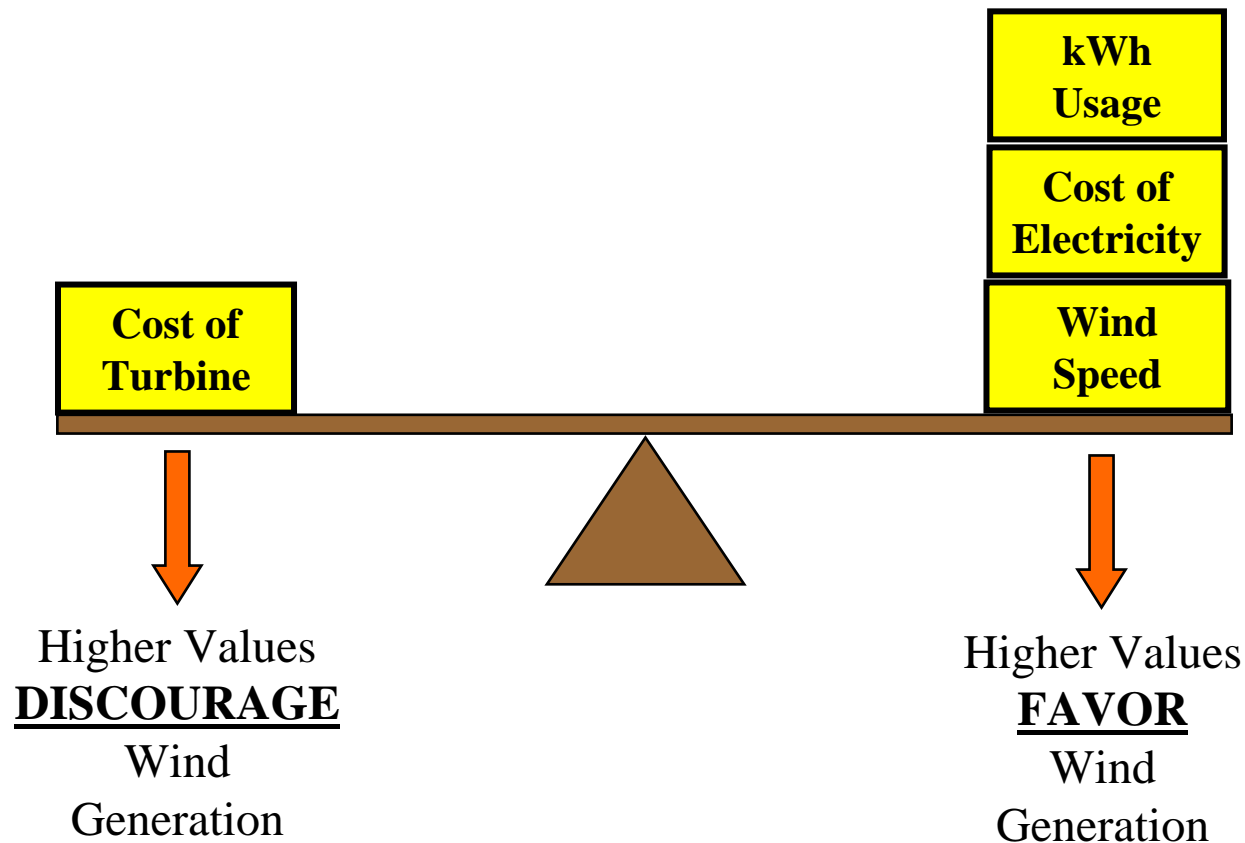 kWh
Usage
Cost of
Electricity
Wind
Speed
Cost of
Turbine
Higher Values
DISCOURAGE
Wind
Generation
Higher Values
FAVOR
Wind
Generation